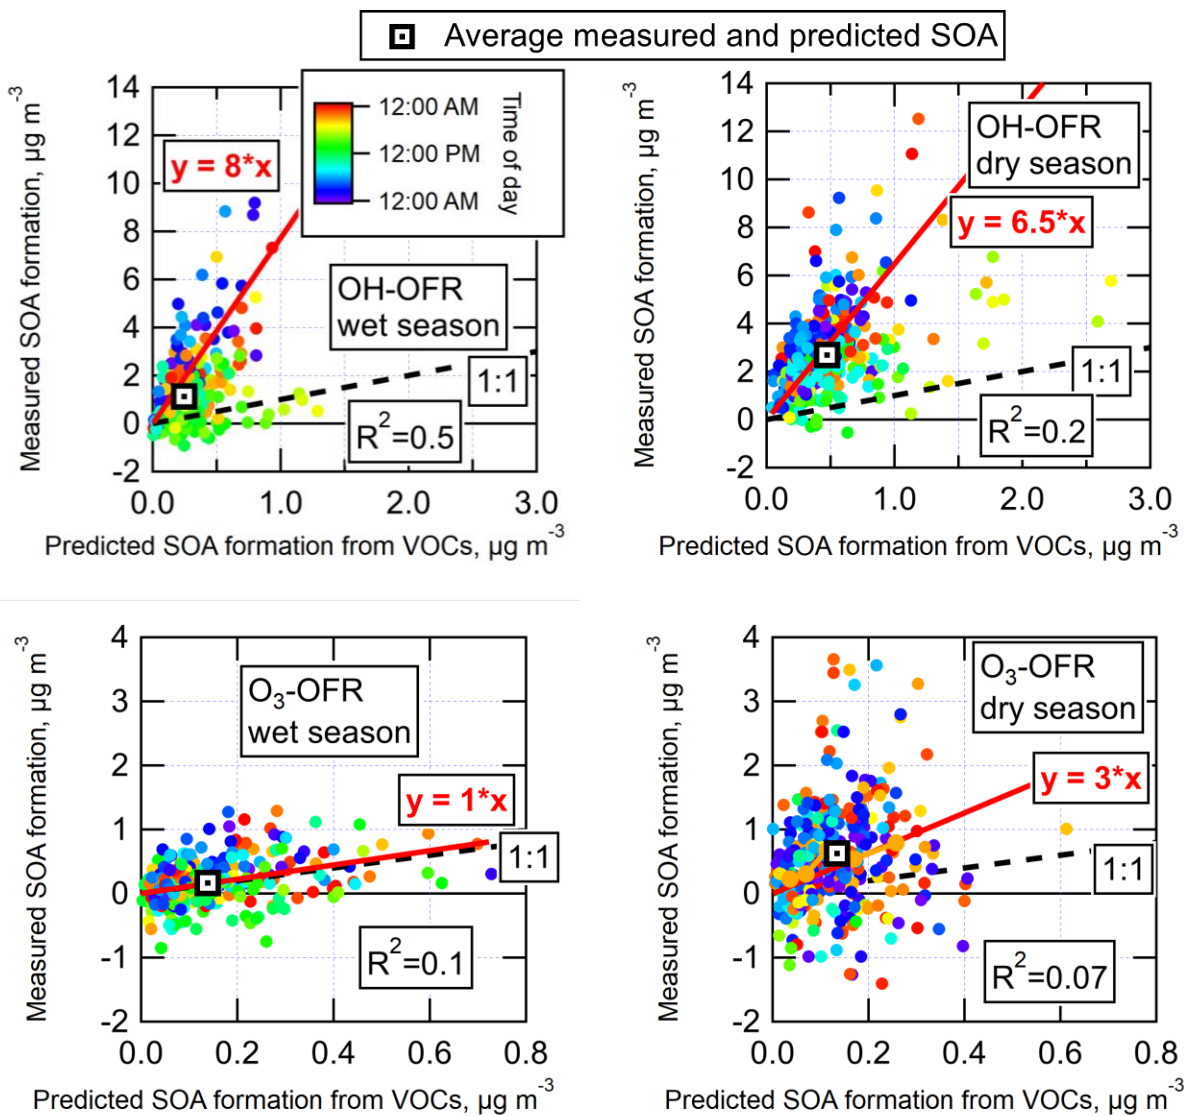 Average measured and predicted SOA
Measured SOA formation, µg m⁻³
14
12
10
8
6
4
2
0
-2
y = 8*x
12:00 AM
12:00 PM
12:00 AM
Time of day
OH-OFR
wet season
1:1
R²=0.5
0.0 1.0 2.0 3.0
Predicted SOA formation from VOCs, µg m⁻³
Measured SOA formation, µg m⁻³
14
12
10
8
6
4
2
0
-2
OH-OFR
dry season
y = 6.5*x
1:1
R²=0.2
0.0 1.0 2.0 3.0
Predicted SOA formation from VOCs, µg m⁻³
Measured SOA formation, µg m⁻³
4
3
2
1
0
-1
-2
O₃-OFR
wet season
y = 1*x
1:1
R²=0.1
0.0 0.2 0.4 0.6 0.8
Predicted SOA formation from VOCs, µg m⁻³
Measured SOA formation, µg m⁻³
4
3
2
1
0
-1
-2
O₃-OFR
dry season
y = 3*x
1:1
R²=0.07
0.0 0.2 0.4 0.6 0.8
Predicted SOA formation from VOCs, µg m⁻³